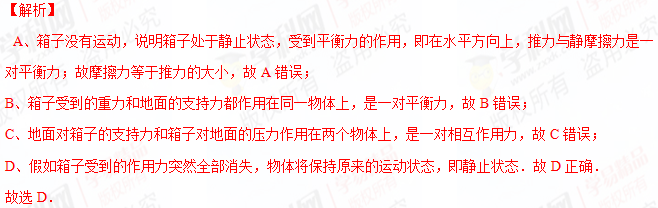 【解析】
A、箱子没有运动，说明箱子处于静止状态，受到平衡力的作用，即在水平方向上，推力与静摩擦力是一
对平衡力；故摩擦力等于推力的大小，故 A 错误；
B、箱子受到的重力和地面的支持力都作用在同一物体上，是一对平衡力，故 B 错误；
C、地面对箱子的支持力和箱子对地面的压力作用在两个物体上，是一对相互作用力，故 C 错误；
D、假如箱子受到的作用力突然全部消失，物体将保持原来的运动状态，即静止状态．故 D 正确．
故选 D．